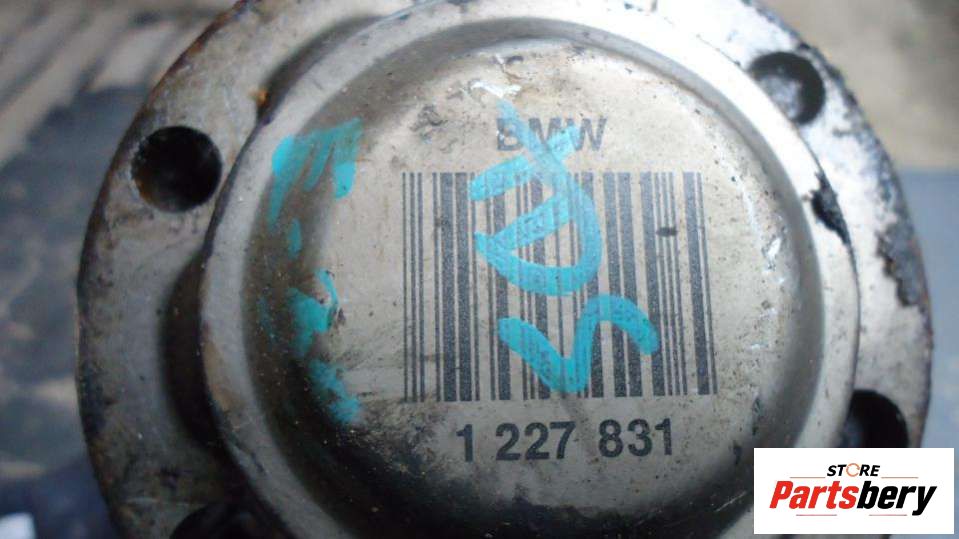 BMW
1 227 831
STORE
Partsbery